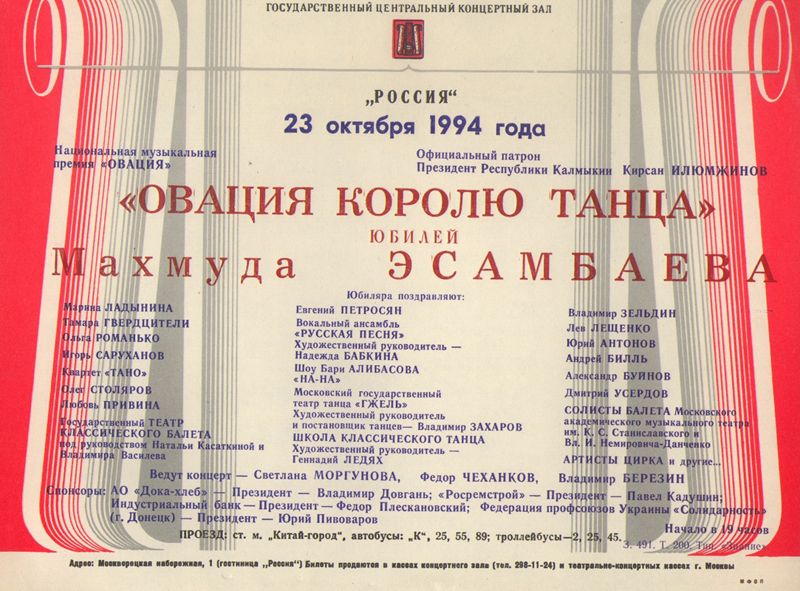 ГОСУДАРСТВЕННЫЙ ЦЕНТРАЛЬНЫЙ КОНЦЕРТНЫЙ ЗАЛ
„РОССИЯ“
23 октября 1994 года
Национальная музыкальная
премия «ОВАЦИЯ»
Официальный патрон
Президент Республики Калмыкии Кирсан ИЛЮМЖИНОВ
«ОВАЦИЯ КОРОЛЮ ТАНЦА»
ЮБИЛЕЙ
Махмуда ЭСАМБАЕВА
Юбиляра поздравляют:
Марина ЛАДЫНИНА
Тамара ГВЕРДЦИТЕЛИ
Ольга РОМАНЬКО
Игорь САРУХАНОВ
Квартет «ТАНО»
Олег СТОЛЯРОВ
Любовь ПРИВИНА
Государственный ТЕАТР
КЛАССИЧЕСКОГО БАЛЕТА
под руководством Натальи Касаткиной и
Владимира Василева
Евгений ПЕТРОСЯН
Вокальный ансамбль
«РУССКАЯ ПЕСНЯ»
Художественный руководитель —
Надежда БАБКИНА
Шоу Бари АЛИБАСОВА
«НА-НА»
Московский государственный
театр танца «ГЖЕЛЬ»
Художественный руководитель
и постановщик танцев— Владимир ЗАХАРОВ
ШКОЛА КЛАССИЧЕСКОГО ТАНЦА
Художественный руководитель —
Геннадий ЛЕДЯХ
Владимир ЗЕЛЬДИН
Лев ЛЕЩЕНКО
Юрий АНТОНОВ
Андрей БИЛЛЬ
Александр БУЙНОВ
Дмитрий УСЕРДОВ
СОЛИСТЫ БАЛЕТА Московского
академического музыкального театра
им. К. С. Станиславского и
Вл. И. Немировича-Данченко
АРТИСТЫ ЦИРКА и другие...
Ведут концерт — Светлана МОРГУНОВА, Федор ЧЕХАНКОВ, Владимир БЕРЕЗИН
Спонсоры: АО «Дока-хлеб» — Президент — Владимир Довгань; «Росремстрой» — Президент — Павел Кадушин;
Индустриальный банк — Президент — Федор Плескановский; Федерация профсоюзов Украины «Солидарность»
(г. Донецк) — Президент — Юрий Пивоваров
Начало в 19 часов
ПРОЕЗД: ст. м. „Китай-город“, автобусы: „К“, 25, 55, 89; троллейбусы—2, 25, 45.
З. 491. Т. 200. Тип. «Знание».
Адрес: Москворецкая набережная, 1 (гостиница „Россия“) Билеты продаются в кассах концертного зала (тел. 298-11-24) и театрально-концертных кассах г. Москвы
МФОП